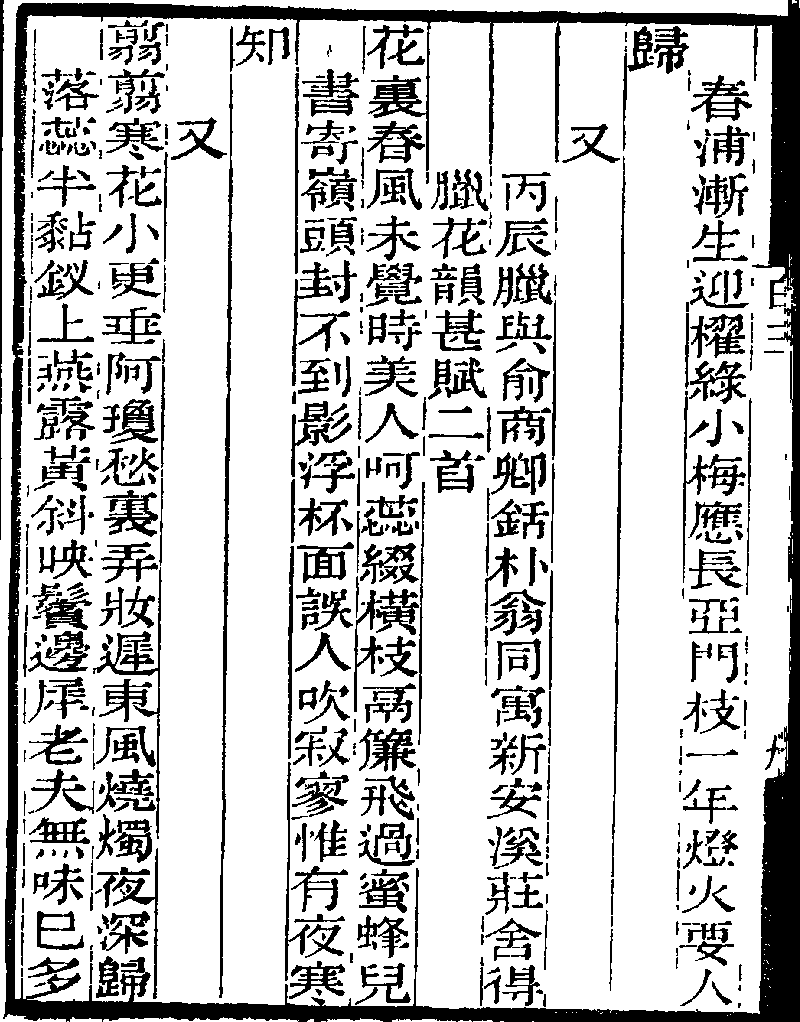 春浦漸生迎櫂綠小梅應長亞門枝一年燈火要人
歸
又
丙辰臘與俞商卿銛朴翁同寓新安溪莊舍得
臘花韻甚賦二首
花裏春風未覺時美人呵蕊綴橫枝鬲簾飛過蜜蜂兒
書寄嶺頭封不到影浮杯面誤人吹寂寥惟有夜寒
知
又
翦翦寒花小更垂阿瓊愁裏弄妝遲東風燒燭夜深歸
落蕊半黏釵上燕露黃斜映鬢邊犀老夫無味已多